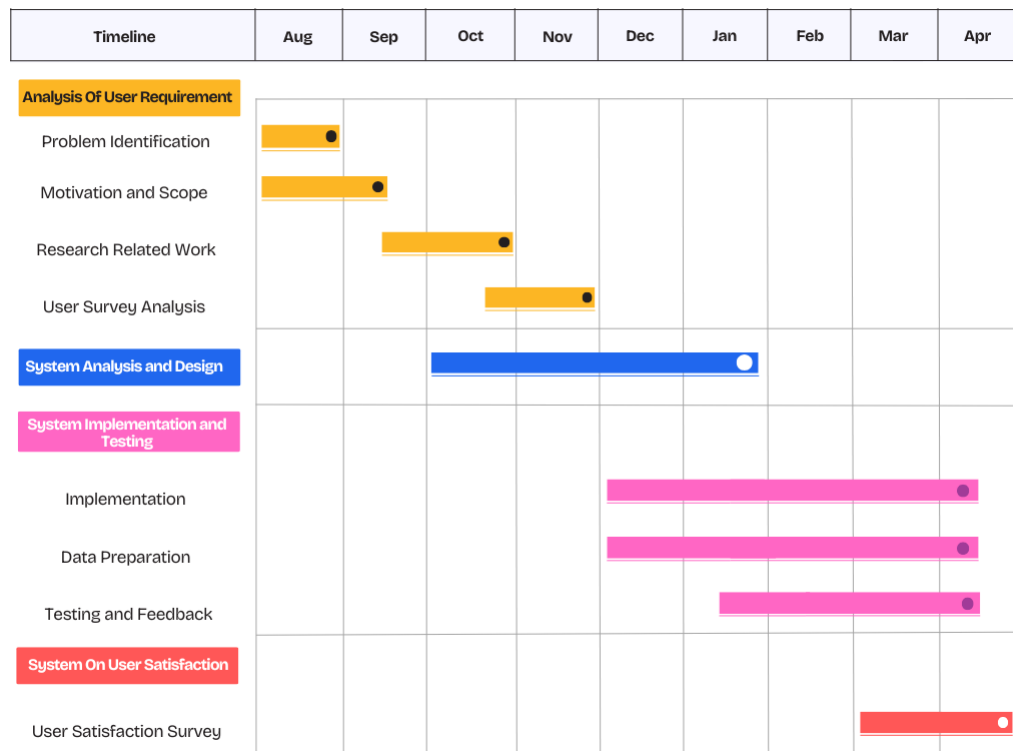 Timeline Aug Sep Oct Nov Dec Jan Feb Mar Apr
Analysis Of User Requirement
Problem Identification
Motivation and Scope
Research Related Work
User Survey Analysis
System Analysis and Design
System Implementation and
Testing
Implementation
Data Preparation
Testing and Feedback
System On User Satisfaction
User Satisfaction Survey